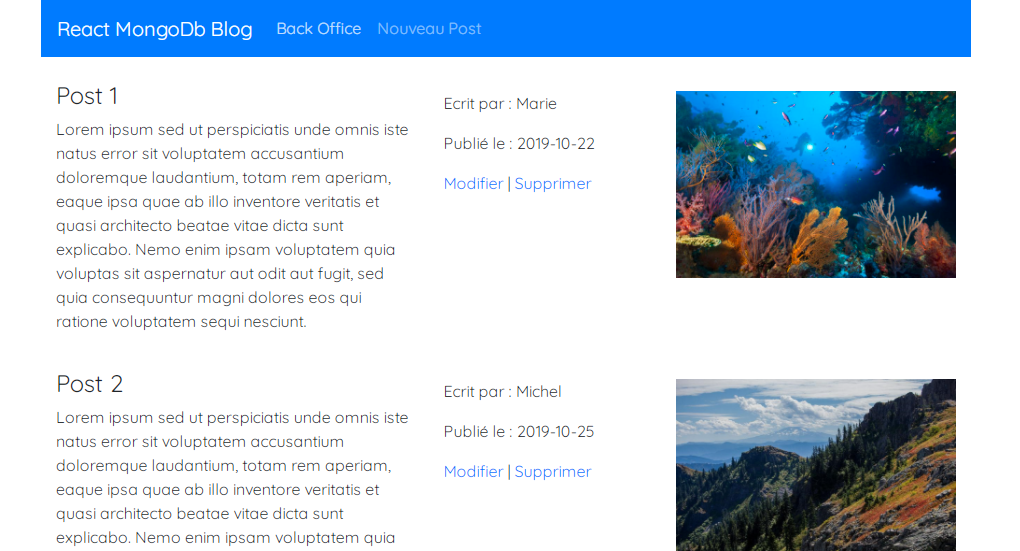 React MongoDb Blog Back Office Nouveau Post
Post 1
Lorem ipsum sed ut perspiciatis unde omnis iste
natus error sit voluptatem accusantium
doloremque laudantium, totam rem aperiam,
eaque ipsa quae ab illo inventore veritatis et
quasi architecto beatae vitae dicta sunt
explicabo. Nemo enim ipsam voluptatem quia
voluptas sit aspernatur aut odit aut fugit, sed
quia consequuntur magni dolores eos qui
ratione voluptatem sequi nesciunt.
Ecrit par : Marie
Publié le : 2019-10-22
Modifier | Supprimer
Post 2
Lorem ipsum sed ut perspiciatis unde omnis iste
natus error sit voluptatem accusantium
doloremque laudantium, totam rem aperiam,
eaque ipsa quae ab illo inventore veritatis et
quasi architecto beatae vitae dicta sunt
explicabo. Nemo enim ipsam voluptatem quia
Ecrit par : Michel
Publié le : 2019-10-25
Modifier | Supprimer